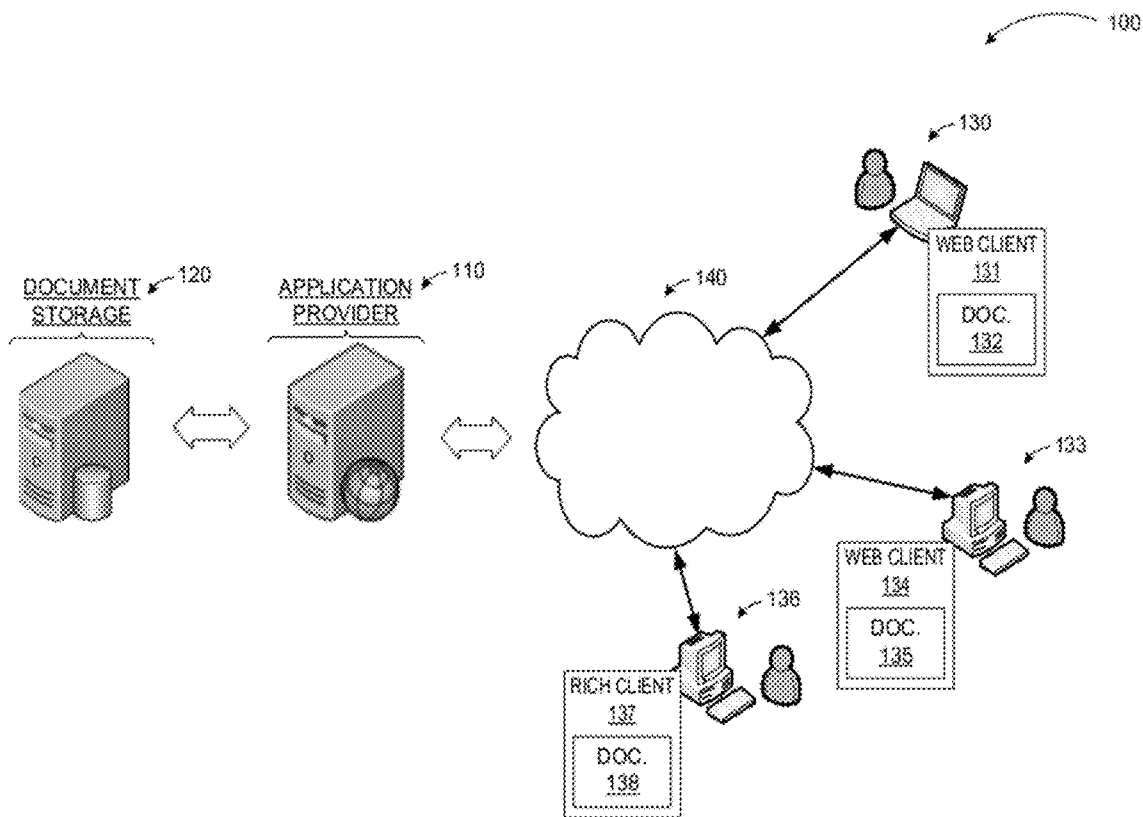 100
130
WEB CLIENT
131
DOC.
132
DOCUMENT
STORAGE
120
APPLICATION
PROVIDER
110
140
133
WEB CLIENT
134
DOC.
135
136
RICH CLIENT
137
DOC.
138